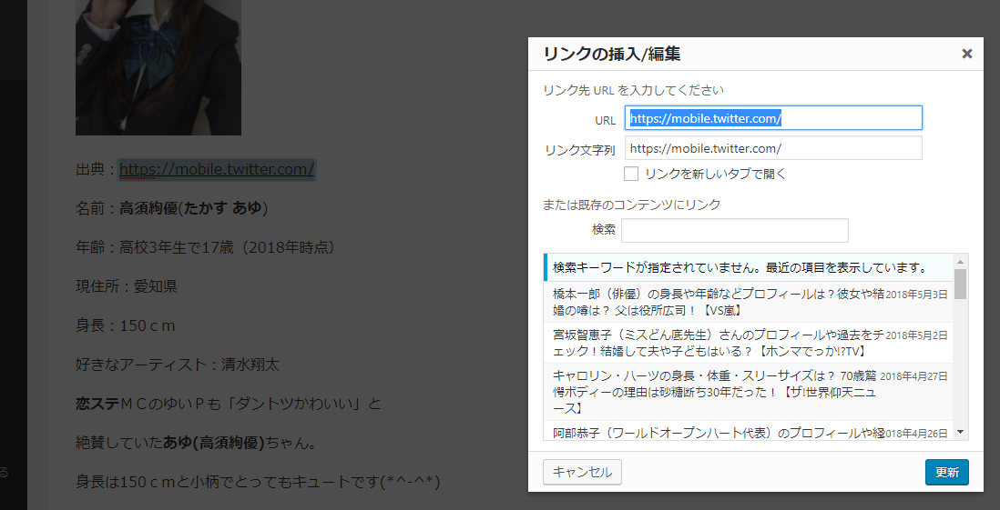 出典：https://mobile.twitter.com/
名前：高須絢優(たかす あゆ)
年齢：高校3年生で17歳（2018年時点）
現住所：愛知県
身長：150ｃｍ
好きなアーティスト：清水翔太
恋ステＭＣのゆいＰも「ダントツかわいい」と
絶賛していたあゆ(高須絢優)ちゃん。
身長は150ｃｍと小柄でとってもキュートです(*^-^*)
る
リンクの挿入/編集
×
リンク先 URL を入力してください
URL https://mobile.twitter.com/
リンク文字列 https://mobile.twitter.com/
リンクを新しいタブで開く
または既存のコンテンツにリンク
検索
検索キーワードが指定されていません。最近の項目を表示しています。
橋本一郎（俳優）の身長や年齢などプロフィールは？彼女や結 2018年5月3日
婚の噂は？ 父は役所広司！【VS嵐】
宮坂智恵子（ミスどん底先生）さんのプロフィールや過去をチ 2018年5月2日
ェック！結婚して夫や子どもはいる？【ホンマでっか!?TV】
キャロリン・ハーツの身長・体重・スリーサイズは？ 70歳驚 2018年4月27日
愕ボディーの理由は砂糖断ち30年だった！【ザ!世界仰天ニュ
ース】
阿部恭子（ワールドオープンハート代表）のプロフィールや経 2018年4月26日
キャンセル
更新